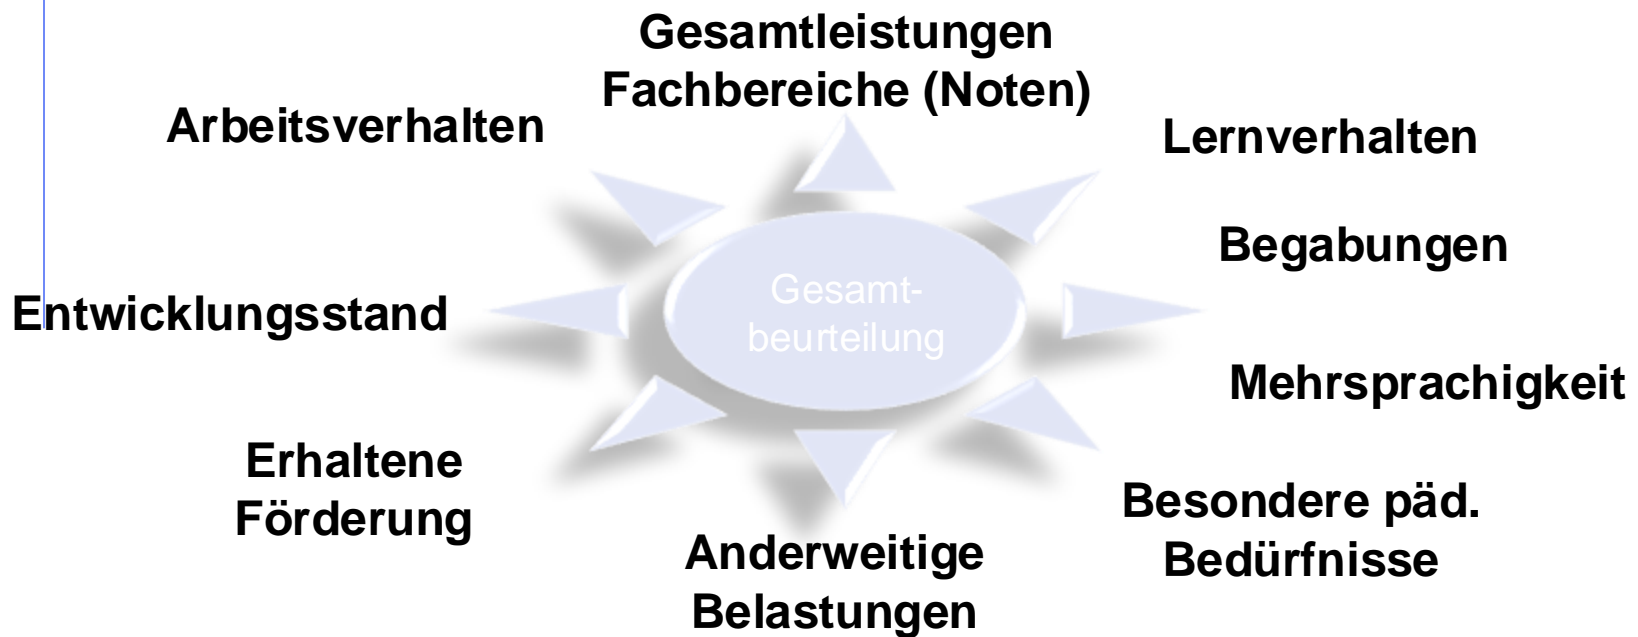 Gesamtleistungen
Fachbereiche (Noten)
Arbeitsverhalten
Lernverhalten
Begabungen
Gesamt-
beurteilung
Entwicklungsstand
Mehrsprachigkeit
Erhaltene
Förderung
Besondere päd.
Bedürfnisse
Anderweitige
Belastungen